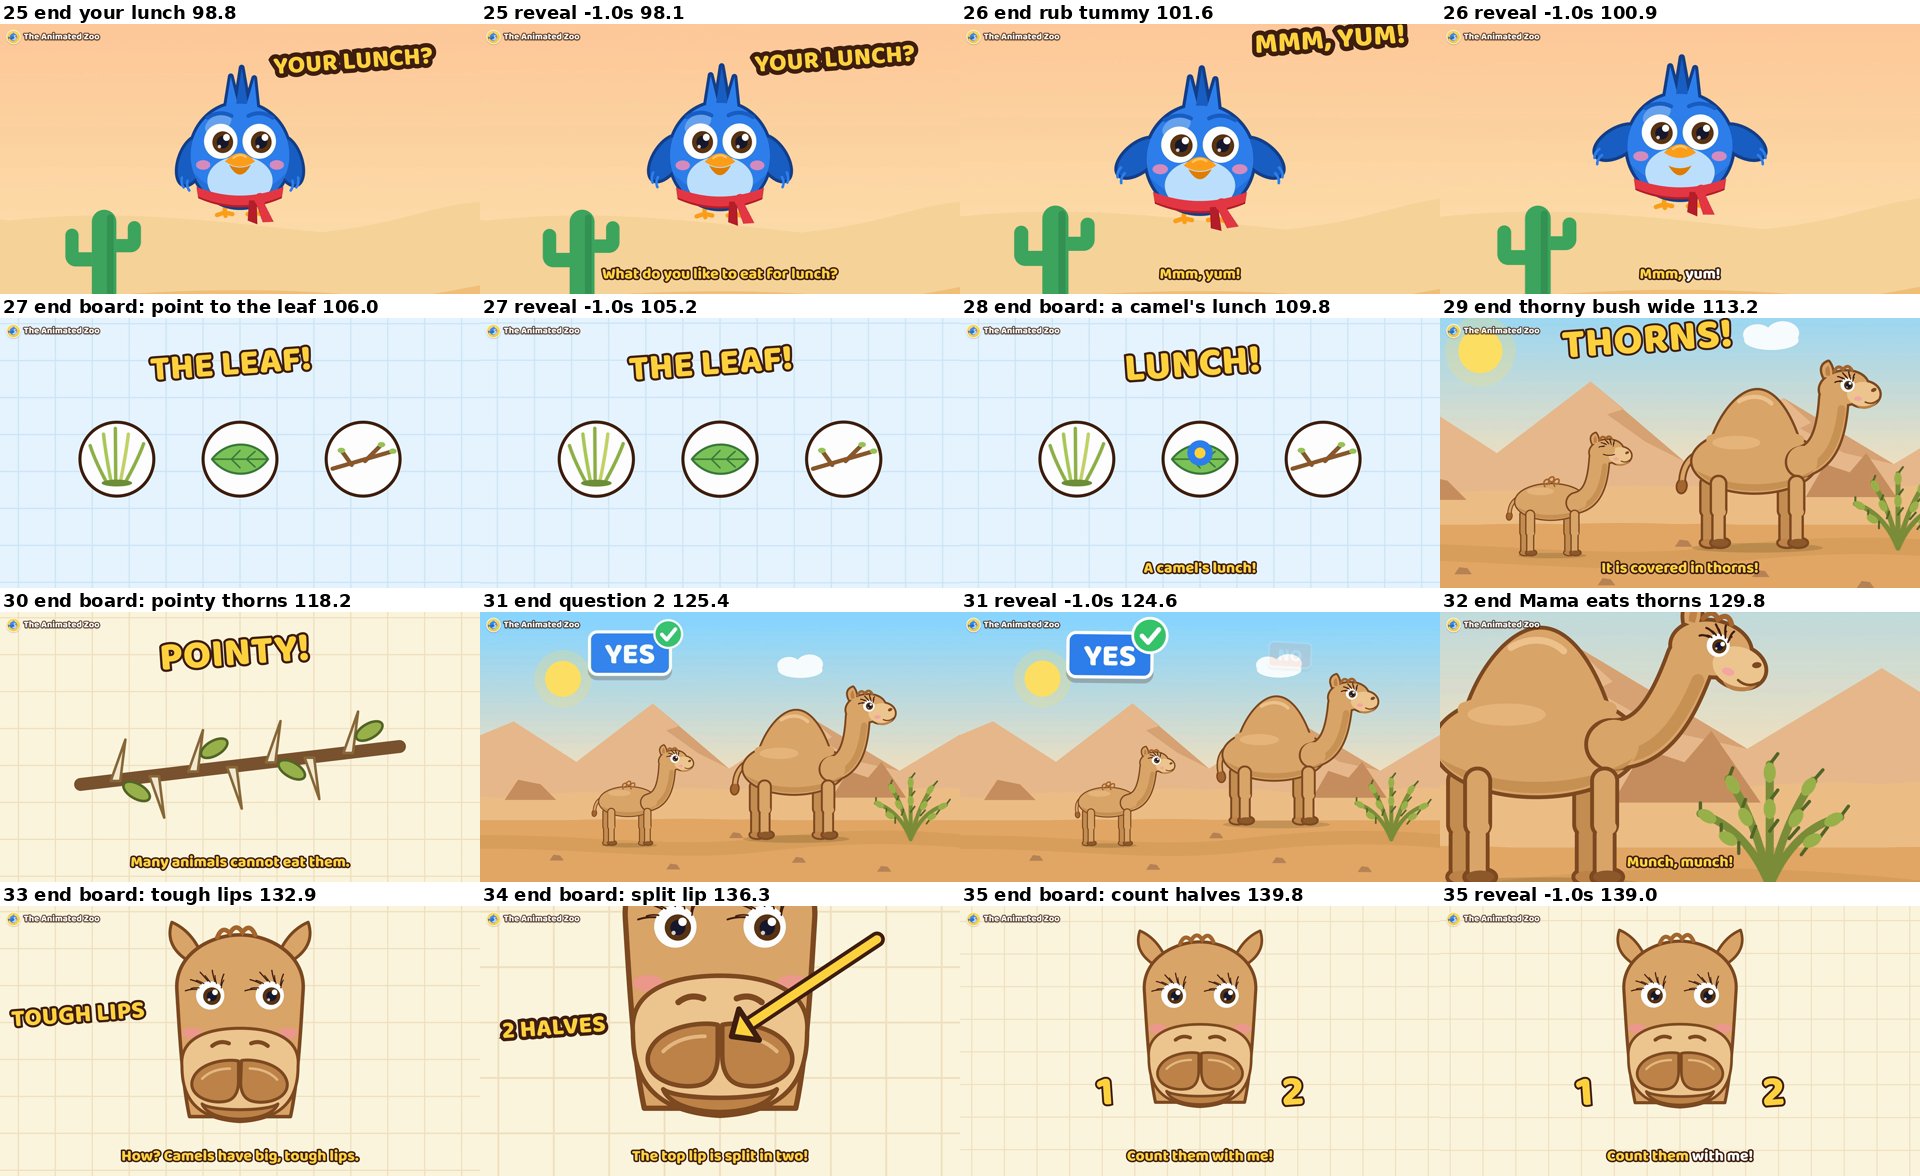 25 end your lunch 98.8
The Animated Zoo
YOUR LUNCH?
25 reveal -1.0s 98.1
The Animated Zoo
YOUR LUNCH?
What do you like to eat for lunch?
26 end rub tummy 101.6
The Animated Zoo
MMM, YUM!
Mmm, yum!
26 reveal -1.0s 100.9
The Animated Zoo
Mmm, yum!
27 end board: point to the leaf 106.0
The Animated Zoo
THE LEAF!
27 reveal -1.0s 105.2
The Animated Zoo
THE LEAF!
28 end board: a camel's lunch 109.8
The Animated Zoo
LUNCH!
A camel's lunch!
29 end thorny bush wide 113.2
The Animated Zoo
THORNS!
It is covered in thorns!
30 end board: pointy thorns 118.2
The Animated Zoo
POINTY!
Many animals cannot eat them.
31 end question 2 125.4
The Animated Zoo
YES
31 reveal -1.0s 124.6
The Animated Zoo
YES
NO
32 end Mama eats thorns 129.8
The Animated Zoo
Munch, munch!
33 end board: tough lips 132.9
The Animated Zoo
TOUGH LIPS
How? Camels have big, tough lips.
34 end board: split lip 136.3
The Animated Zoo
2 HALVES
The top lip is split in two!
35 end board: count halves 139.8
The Animated Zoo
1 2
Count them with me!
35 reveal -1.0s 139.0
The Animated Zoo
1 2
Count them with me!